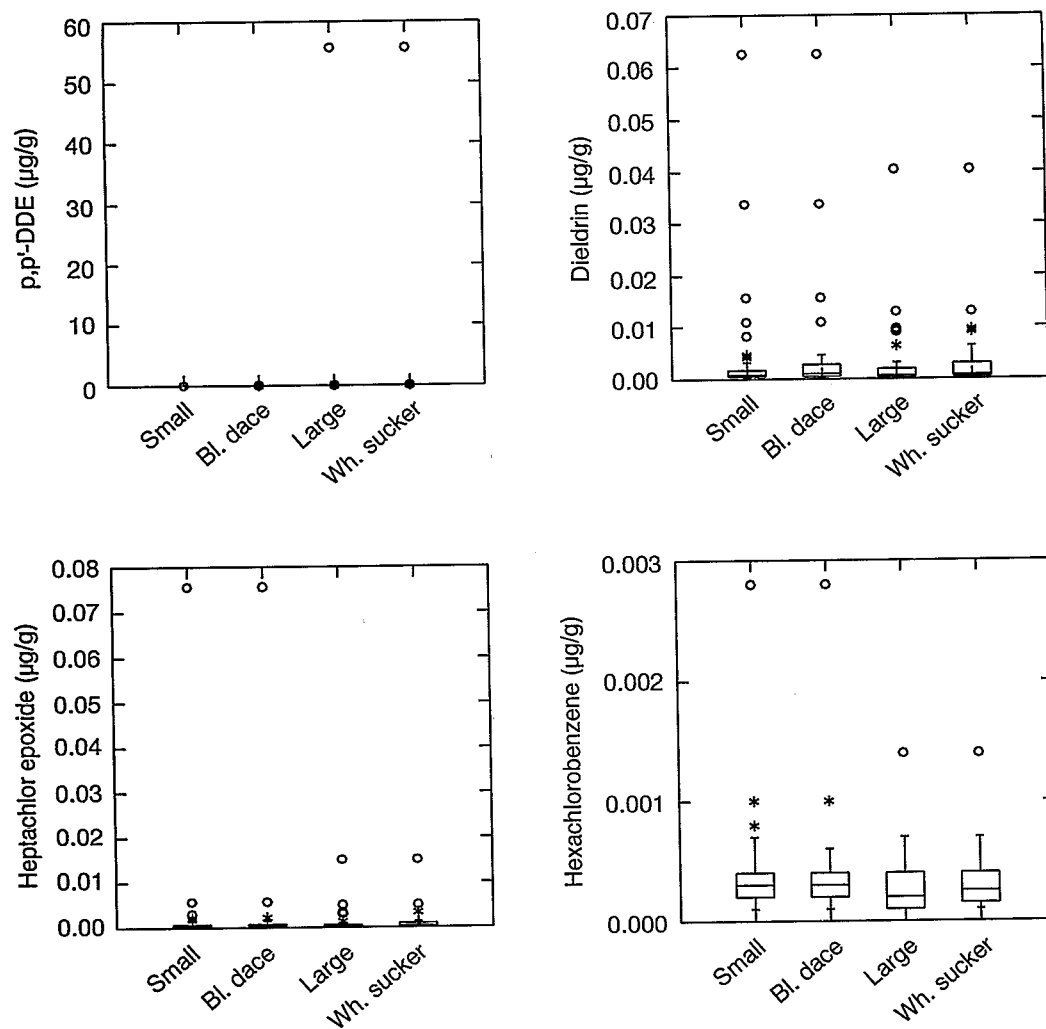 p,p'-DDE (µg/g)
60
50
40
30
20
10
0
Small
Bl. dace
Large
Wh. sucker
Dieldrin (µg/g)
0.07
0.06
0.05
0.04
0.03
0.02
0.01
0.00
Small
Bl. dace
Large
Wh. sucker
Heptachlor epoxide (µg/g)
0.08
0.07
0.06
0.05
0.04
0.03
0.02
0.01
0.00
Small
Bl. dace
Large
Wh. sucker
Hexachlorobenzene (µg/g)
0.003
0.002
0.001
0.000
Small
Bl. dace
Large
Wh. sucker